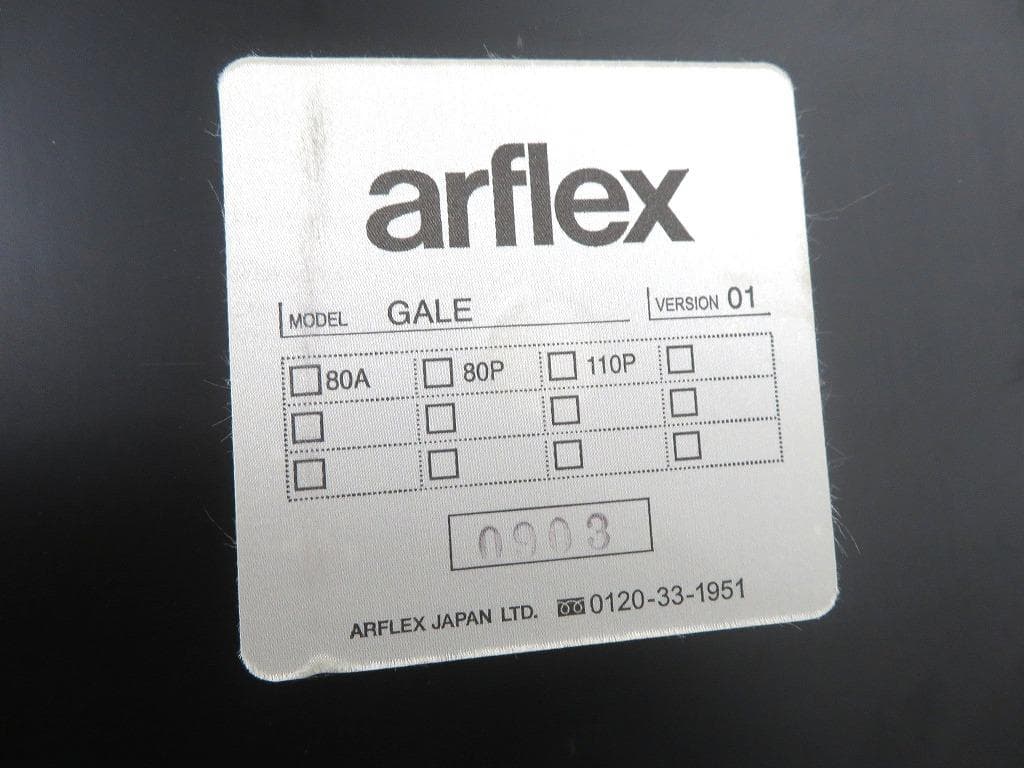 arflex
MODEL GALE VERSION 01
☐ 80A ☐ 80P ☐ 110P ☐
☐ ☐ ☐ ☐
☐ ☐ ☐ ☐
0903
ARFLEX JAPAN LTD. 0120-33-1951